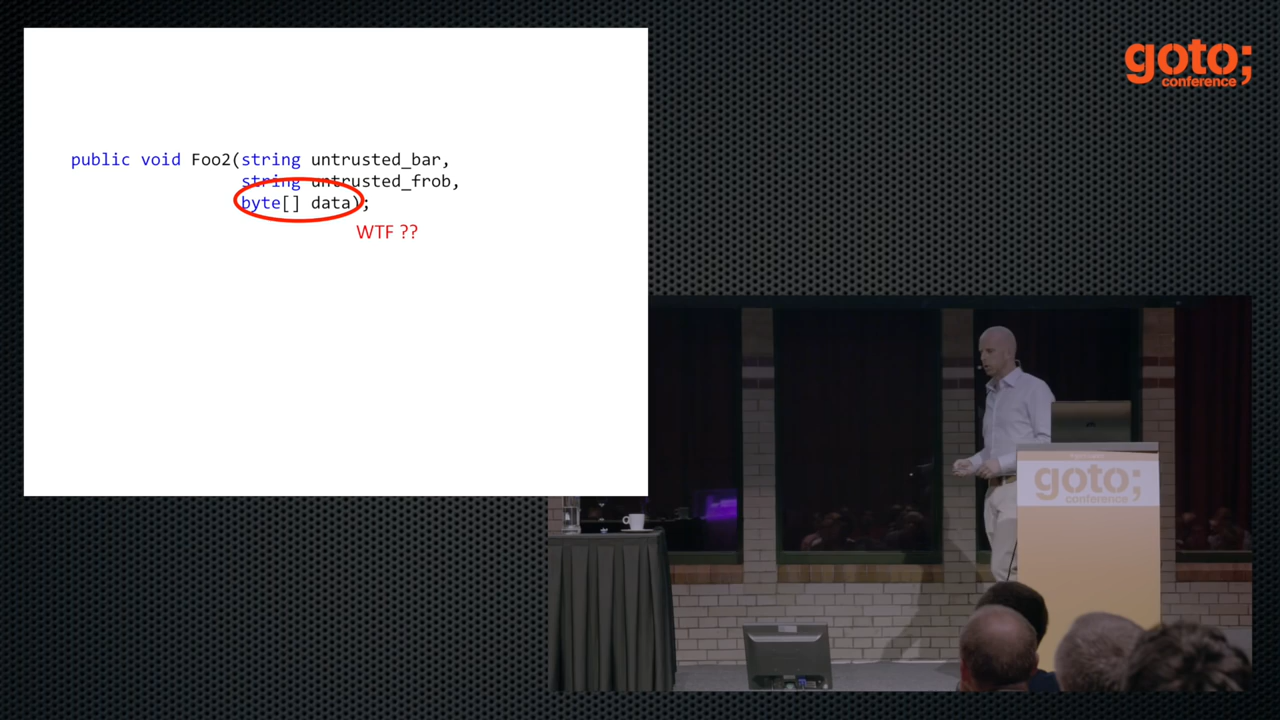 public void Foo2(string untrusted_bar,
string untrusted_frob,
byte[] data);
WTF ??
goto;
conference
goto;
conference